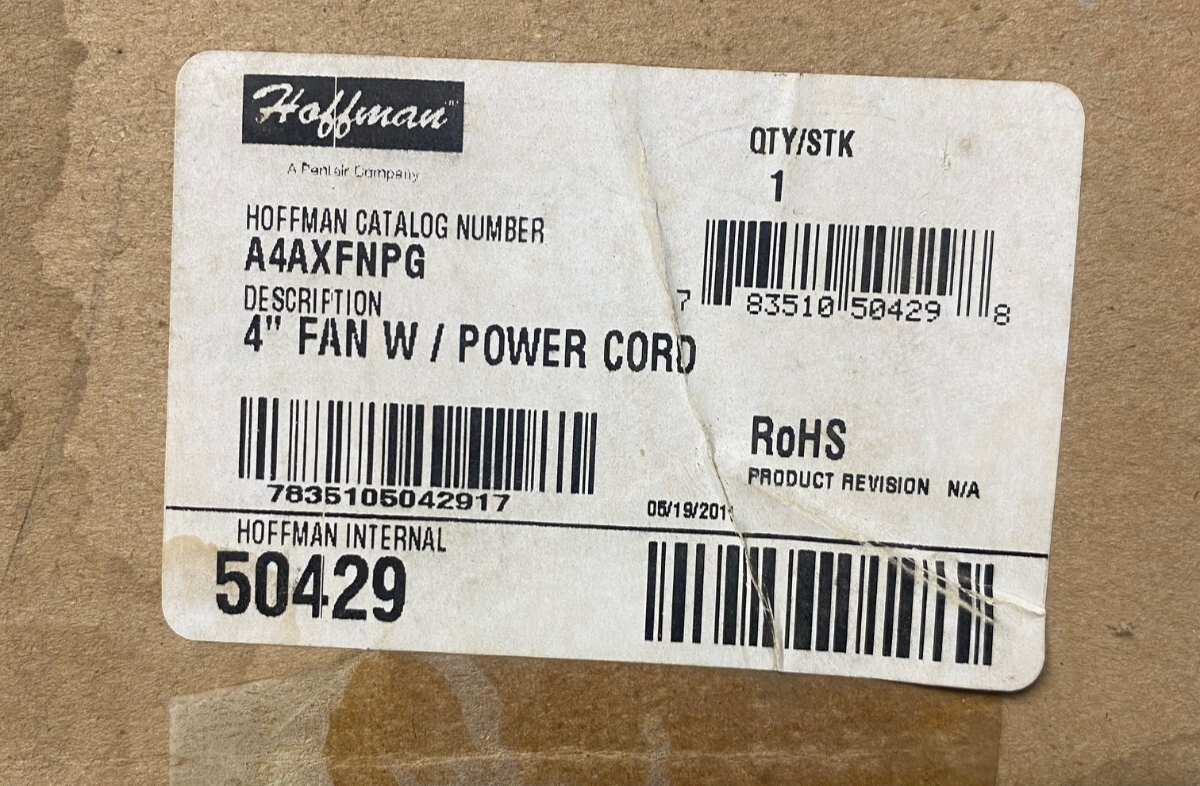 Hoffman™
A Pentair Company
QTY/STK
1
HOFFMAN CATALOG NUMBER
A4AXFNPG
DESCRIPTION
4" FAN W / POWER CORD
7 83510 50429 8
RoHS
PRODUCT REVISION N/A
7835105042917
HOFFMAN INTERNAL
50429